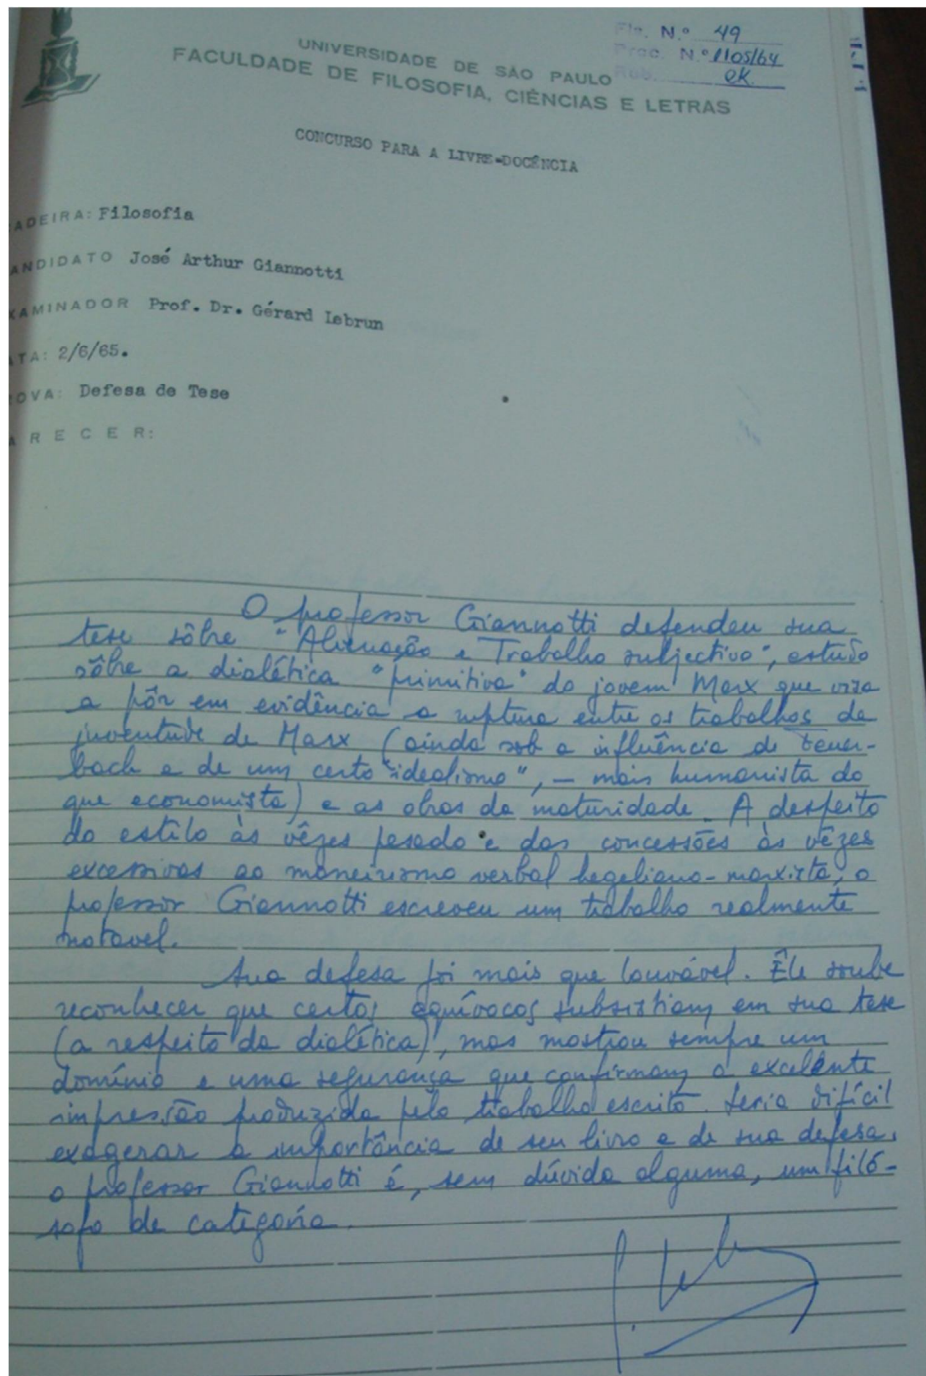 Fls. N.º 49
Proc. N.º 1105/64
Rub. OK.
UNIVERSIDADE DE SÃO PAULO
FACULDADE DE FILOSOFIA, CIÊNCIAS E LETRAS
CONCURSO PARA A LIVRE-DOCÊNCIA
ADEIRA: Filosofia
ANDIDATO José Arthur Giannotti
XAMINADOR Prof. Dr. Gérard Lebrun
ATA: 2/6/65.
ROVA: Defesa de Tese
A R E C E R:
O professor Giannotti defendeu sua
tese sôbre "Alienação e Trabalho subjectivo", estudo
sôbre a dialética "primitiva" do jovem Marx que visa
a pôr em evidência a ruptura entre os trabalhos da
juventude de Marx (ainda sob a influência de Feuer-
bach e de um certo "idealismo", — mais humanista do
que economista) e as obras da maturidade. A despeito
do estilo às vêzes pesado e das concessões às vêzes
excessivas ao maneirismo verbal hegeliano-marxista, o
professor Giannotti escreveu um trabalho realmente
notavel.
Sua defesa foi mais que louvável. Êle soube
reconhecer que certos equívocos subsistiam em sua tese
(a respeito da dialética), mas mostrou sempre um
domínio e uma segurança que confirmam a excelente
impressão produzida pelo trabalho escrito. Seria difícil
exagerar a importância de seu livro e de sua defesa.
o professor Giannotti é, sem dúvida alguma, um filó-
sofo de categoria.